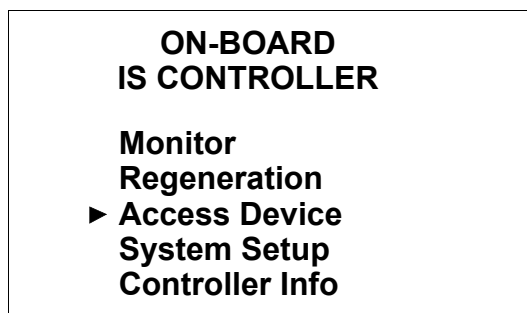 ON-BOARD
IS CONTROLLER
Monitor
Regeneration
► Access Device
System Setup
Controller Info